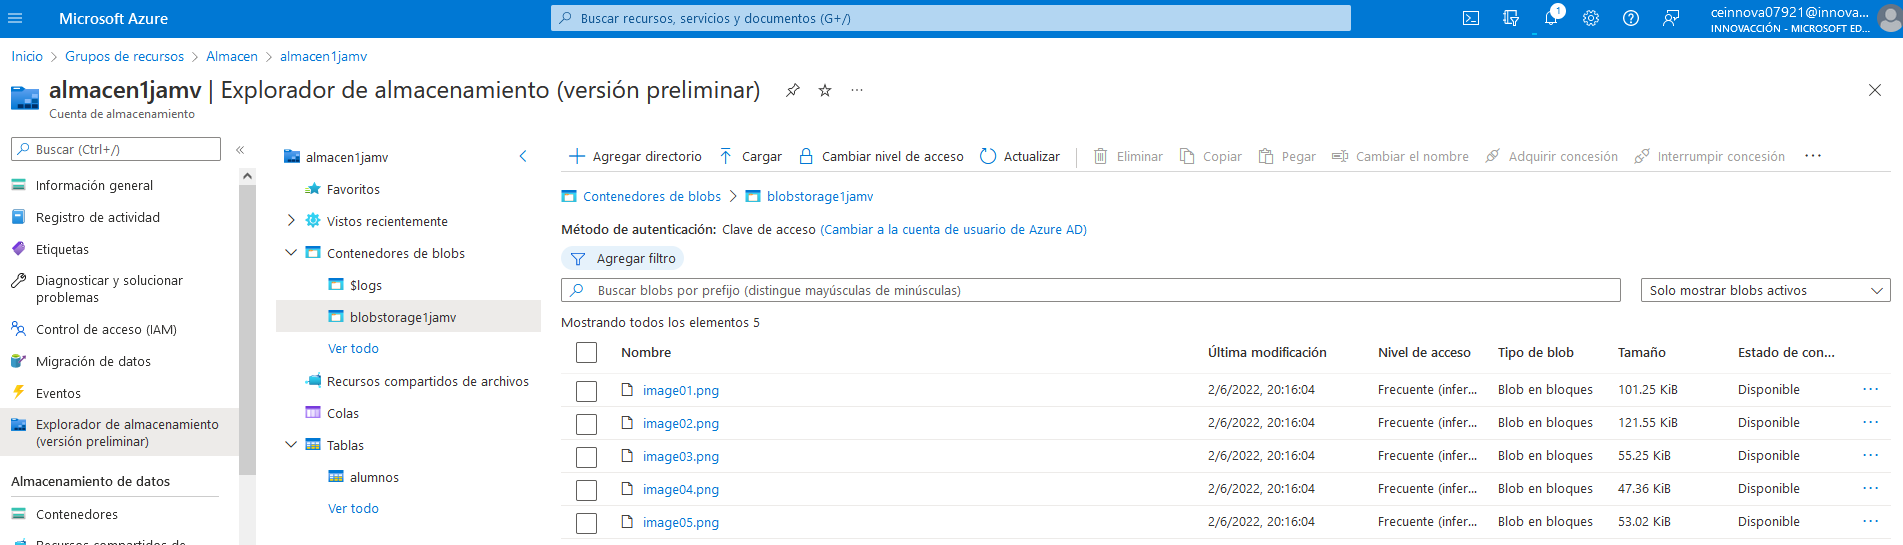 Microsoft Azure
Buscar recursos, servicios y documentos (G+/)
1
ceinnova07921@innova...
INNOVACCIÓN - MICROSOFT ED...
Inicio > Grupos de recursos > Almacen > almacen1jamv
almacen1jamv | Explorador de almacenamiento (versión preliminar)
...
Cuenta de almacenamiento
Buscar (Ctrl+/)
«
Información general
Registro de actividad
Etiquetas
Diagnosticar y solucionar
problemas
Control de acceso (IAM)
Migración de datos
Eventos
Explorador de almacenamiento
(versión preliminar)
Almacenamiento de datos
Contenedores
Recursos compartidos de
almacen1jamv
Favoritos
Vistos recientemente
Contenedores de blobs
$logs
blobstorage1jamv
Ver todo
Recursos compartidos de archivos
Colas
Tablas
alumnos
Ver todo
Agregar directorio Cargar Cambiar nivel de acceso Actualizar Eliminar Copiar Pegar Cambiar el nombre Adquirir concesión Interrumpir concesión ...
Contenedores de blobs > blobstorage1jamv
Método de autenticación: Clave de acceso (Cambiar a la cuenta de usuario de Azure AD)
Agregar filtro
Buscar blobs por prefijo (distingue mayúsculas de minúsculas)
Solo mostrar blobs activos
Mostrando todos los elementos 5
Nombre Última modificación Nivel de acceso Tipo de blob Tamaño Estado de con...
image01.png 2/6/2022, 20:16:04 Frecuente (infer... Blob en bloques 101.25 KiB Disponible ...
image02.png 2/6/2022, 20:16:04 Frecuente (infer... Blob en bloques 121.55 KiB Disponible ...
image03.png 2/6/2022, 20:16:04 Frecuente (infer... Blob en bloques 55.25 KiB Disponible ...
image04.png 2/6/2022, 20:16:04 Frecuente (infer... Blob en bloques 47.36 KiB Disponible ...
image05.png 2/6/2022, 20:16:04 Frecuente (infer... Blob en bloques 53.02 KiB Disponible ...